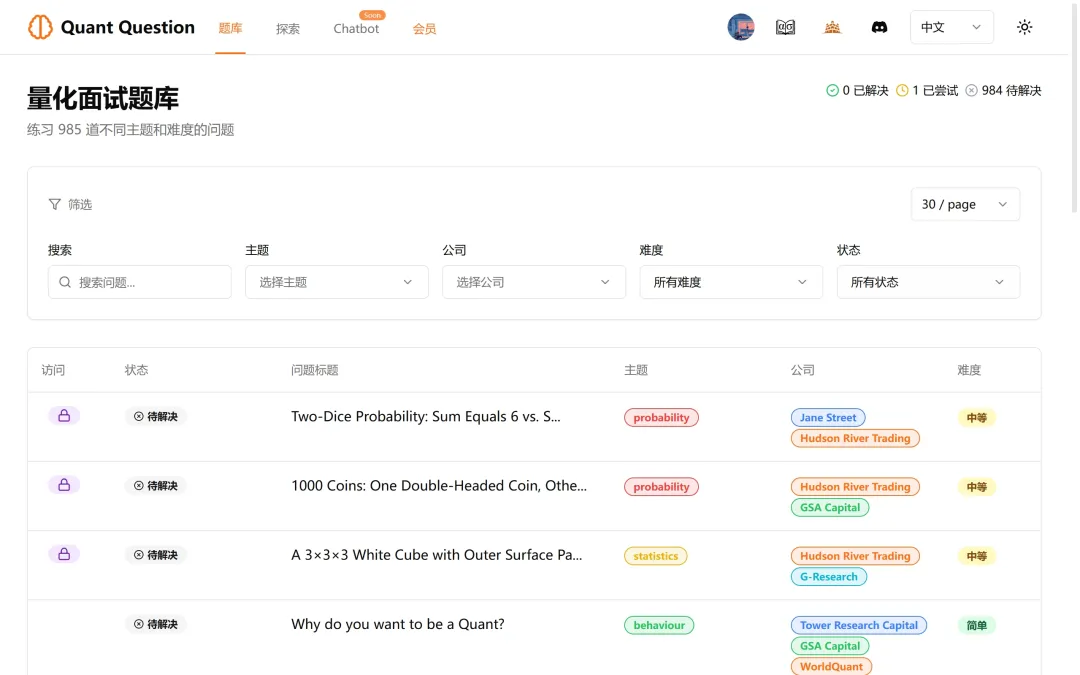 Quant Question
题库
探索
Chatbot
Soon
会员
中文
量化面试题库
0 已解决 1 已尝试 984 待解决
练习 985 道不同主题和难度的问题
筛选
30 / page
搜索 主题 公司 难度 状态
搜索问题... 选择主题 选择公司 所有难度 所有状态
访问 状态 问题标题 主题 公司 难度
待解决 Two-Dice Probability: Sum Equals 6 vs. S... probability Jane Street 中等
Hudson River Trading
待解决 1000 Coins: One Double-Headed Coin, Othe... probability Hudson River Trading 中等
GSA Capital
待解决 A 3×3×3 White Cube with Outer Surface Pa... statistics Hudson River Trading 中等
G-Research
待解决 Why do you want to be a Quant? behaviour Tower Research Capital 简单
GSA Capital
WorldQuant